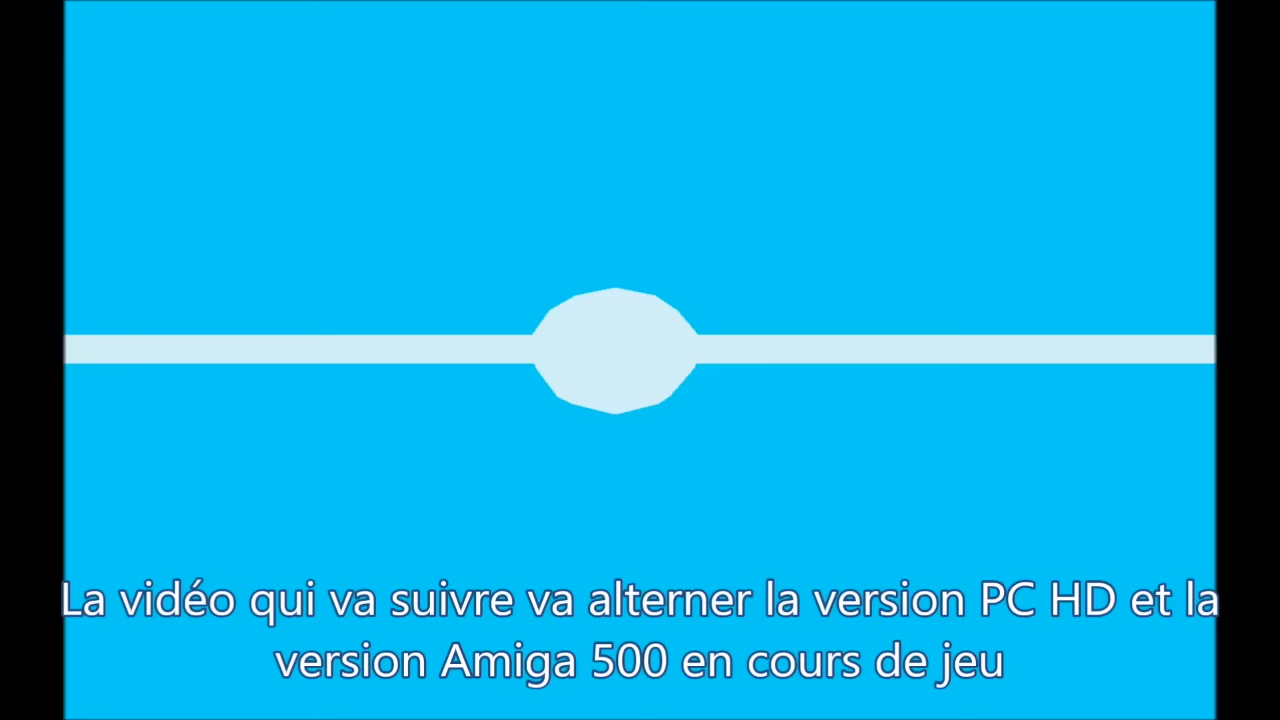 La vidéo qui va suivre va alterner la version PC HD et la
version Amiga 500 en cours de jeu